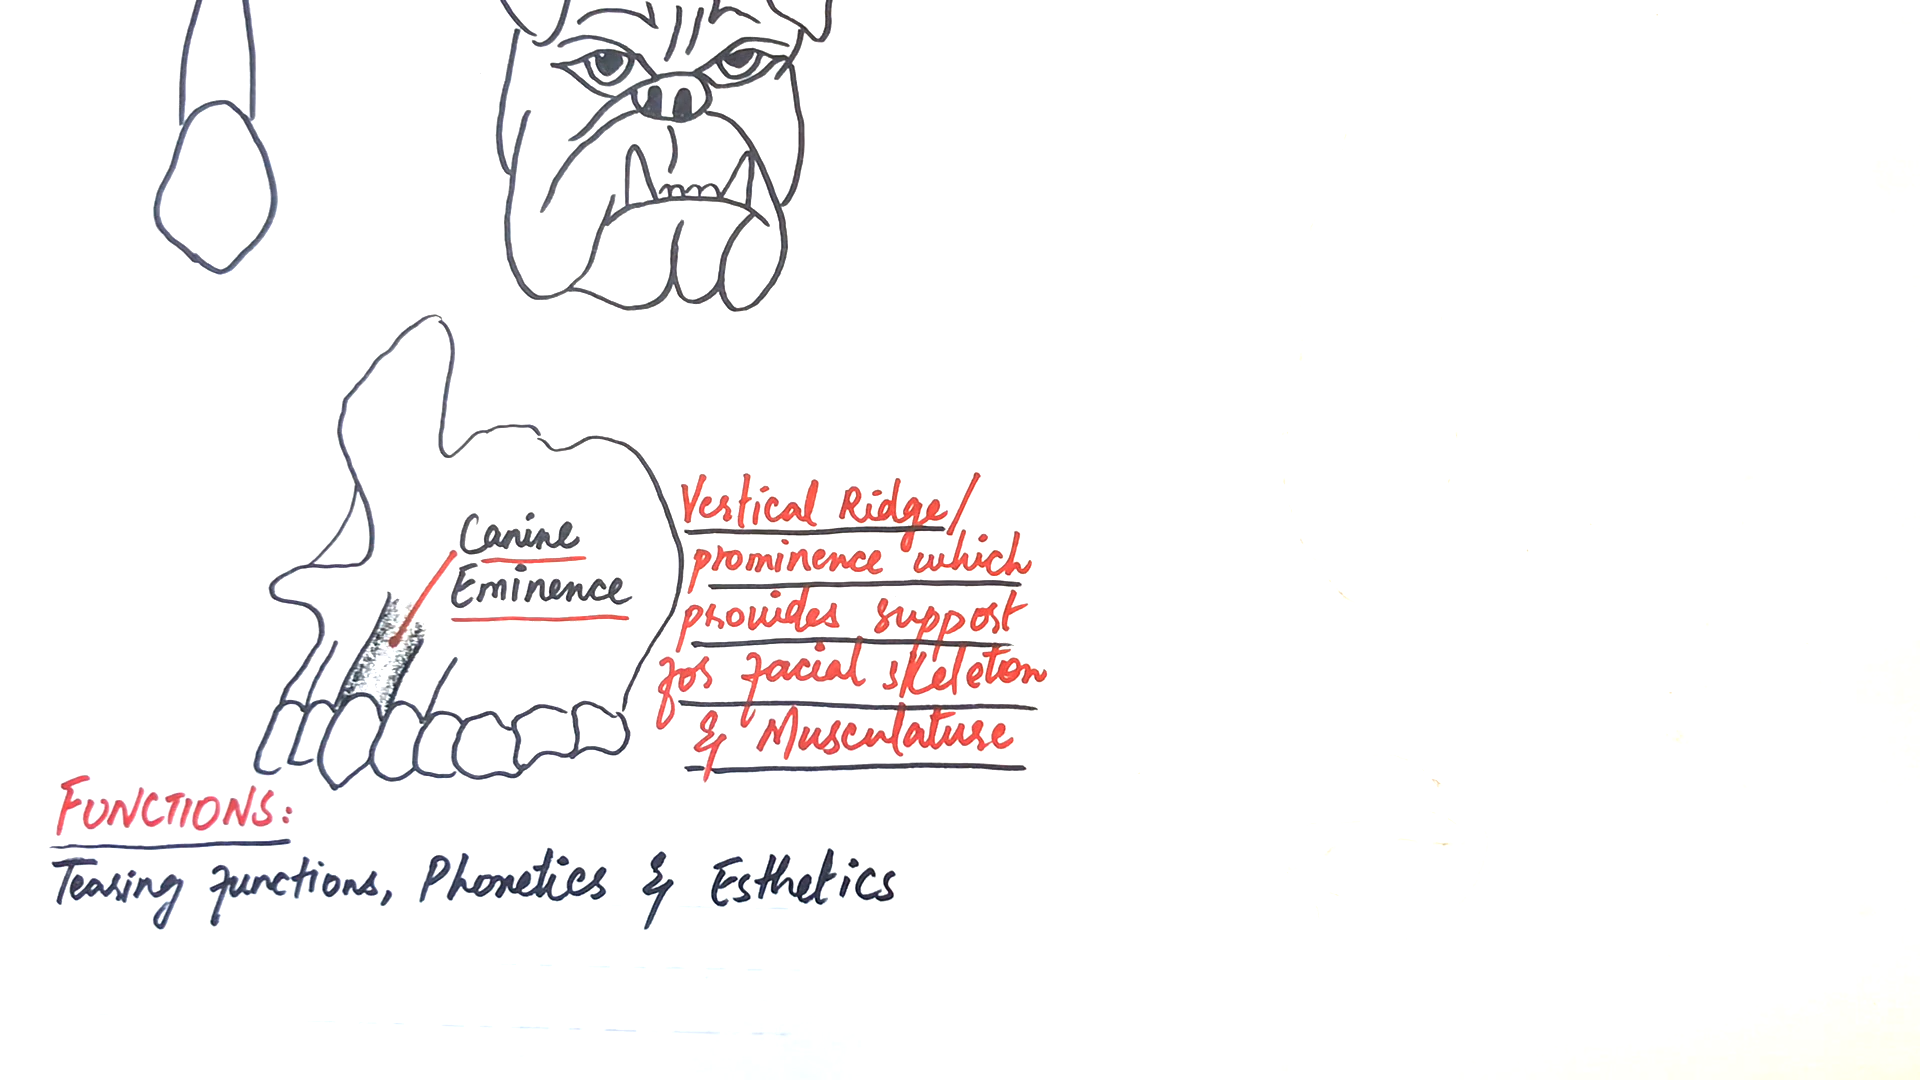 Canine
Eminence
Vertical Ridge/
prominence which
provides support
for facial skeleton
& Musculature
FUNCTIONS:
Tearing functions, Phonetics & Esthetics